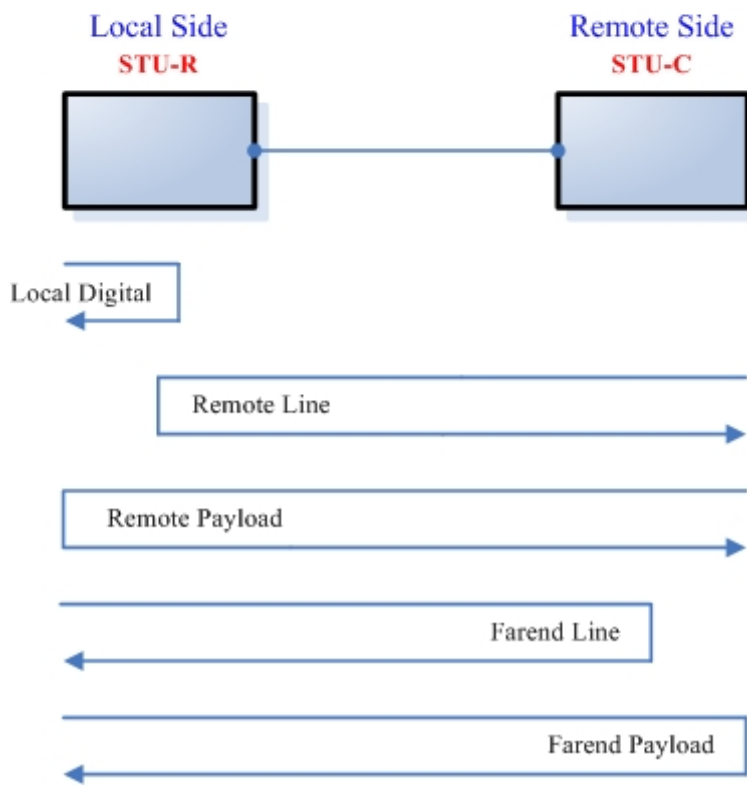 Local Side
STU-R
Remote Side
STU-C
Local Digital
Remote Line
Remote Payload
Farend Line
Farend Payload